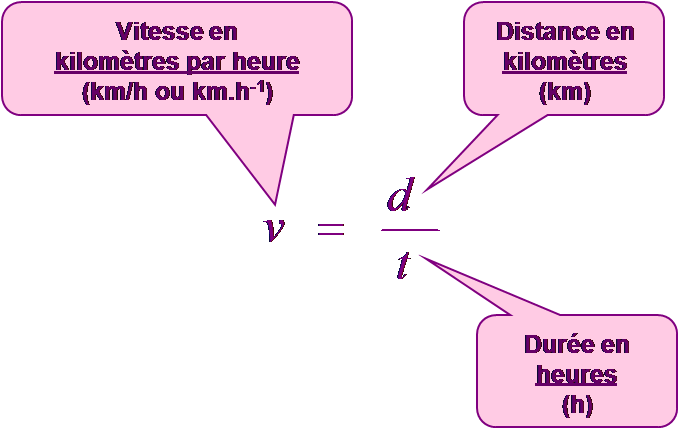 Vitesse en
kilomètres par heure
(km/h ou km.h⁻¹)
Distance en
kilomètres
(km)
v = d
t
Durée en
heures
(h)